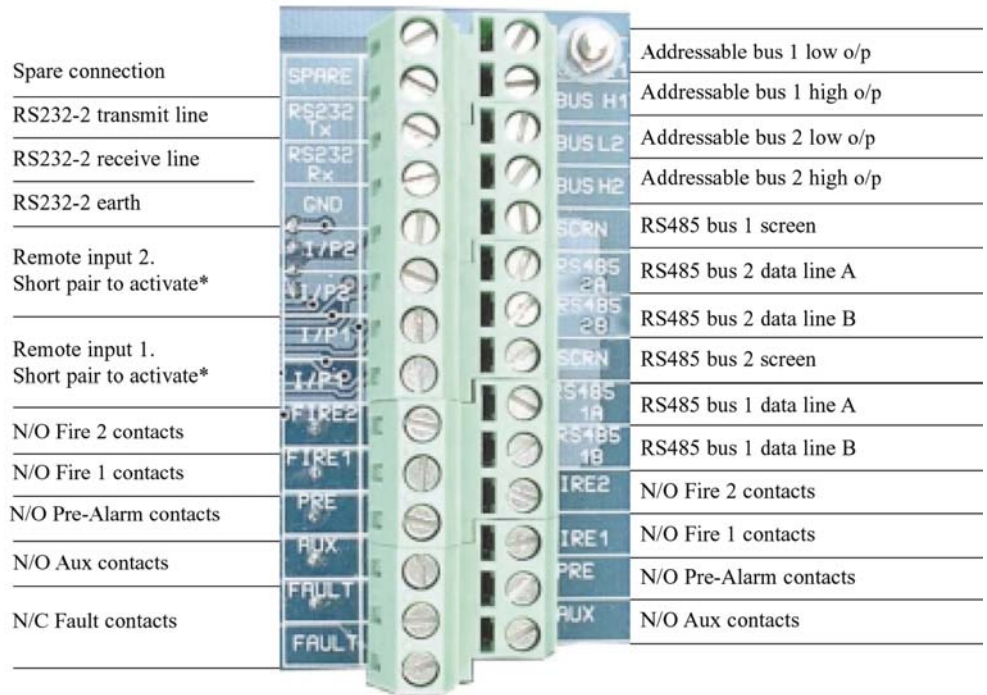 Spare connection
RS232-2 transmit line
RS232-2 receive line
RS232-2 earth
Remote input 2.
Short pair to activate*
Remote input 1.
Short pair to activate*
N/O Fire 2 contacts
N/O Fire 1 contacts
N/O Pre-Alarm contacts
N/O Aux contacts
N/C Fault contacts
SPARE
RS232
Tx
RS232
Rx
GND
I/P2
I/P2
I/P1
I/P1
FIRE2
FIRE1
PRE
AUX
FAULT
FAULT
BUS H1
BUS L2
BUS H2
SCRN
RS485
2A
RS485
2B
SCRN
RS485
1A
RS485
1B
IRE2
IRE1
PRE
AUX
Addressable bus 1 low o/p
Addressable bus 1 high o/p
Addressable bus 2 low o/p
Addressable bus 2 high o/p
RS485 bus 1 screen
RS485 bus 2 data line A
RS485 bus 2 data line B
RS485 bus 2 screen
RS485 bus 1 data line A
RS485 bus 1 data line B
N/O Fire 2 contacts
N/O Fire 1 contacts
N/O Pre-Alarm contacts
N/O Aux contacts